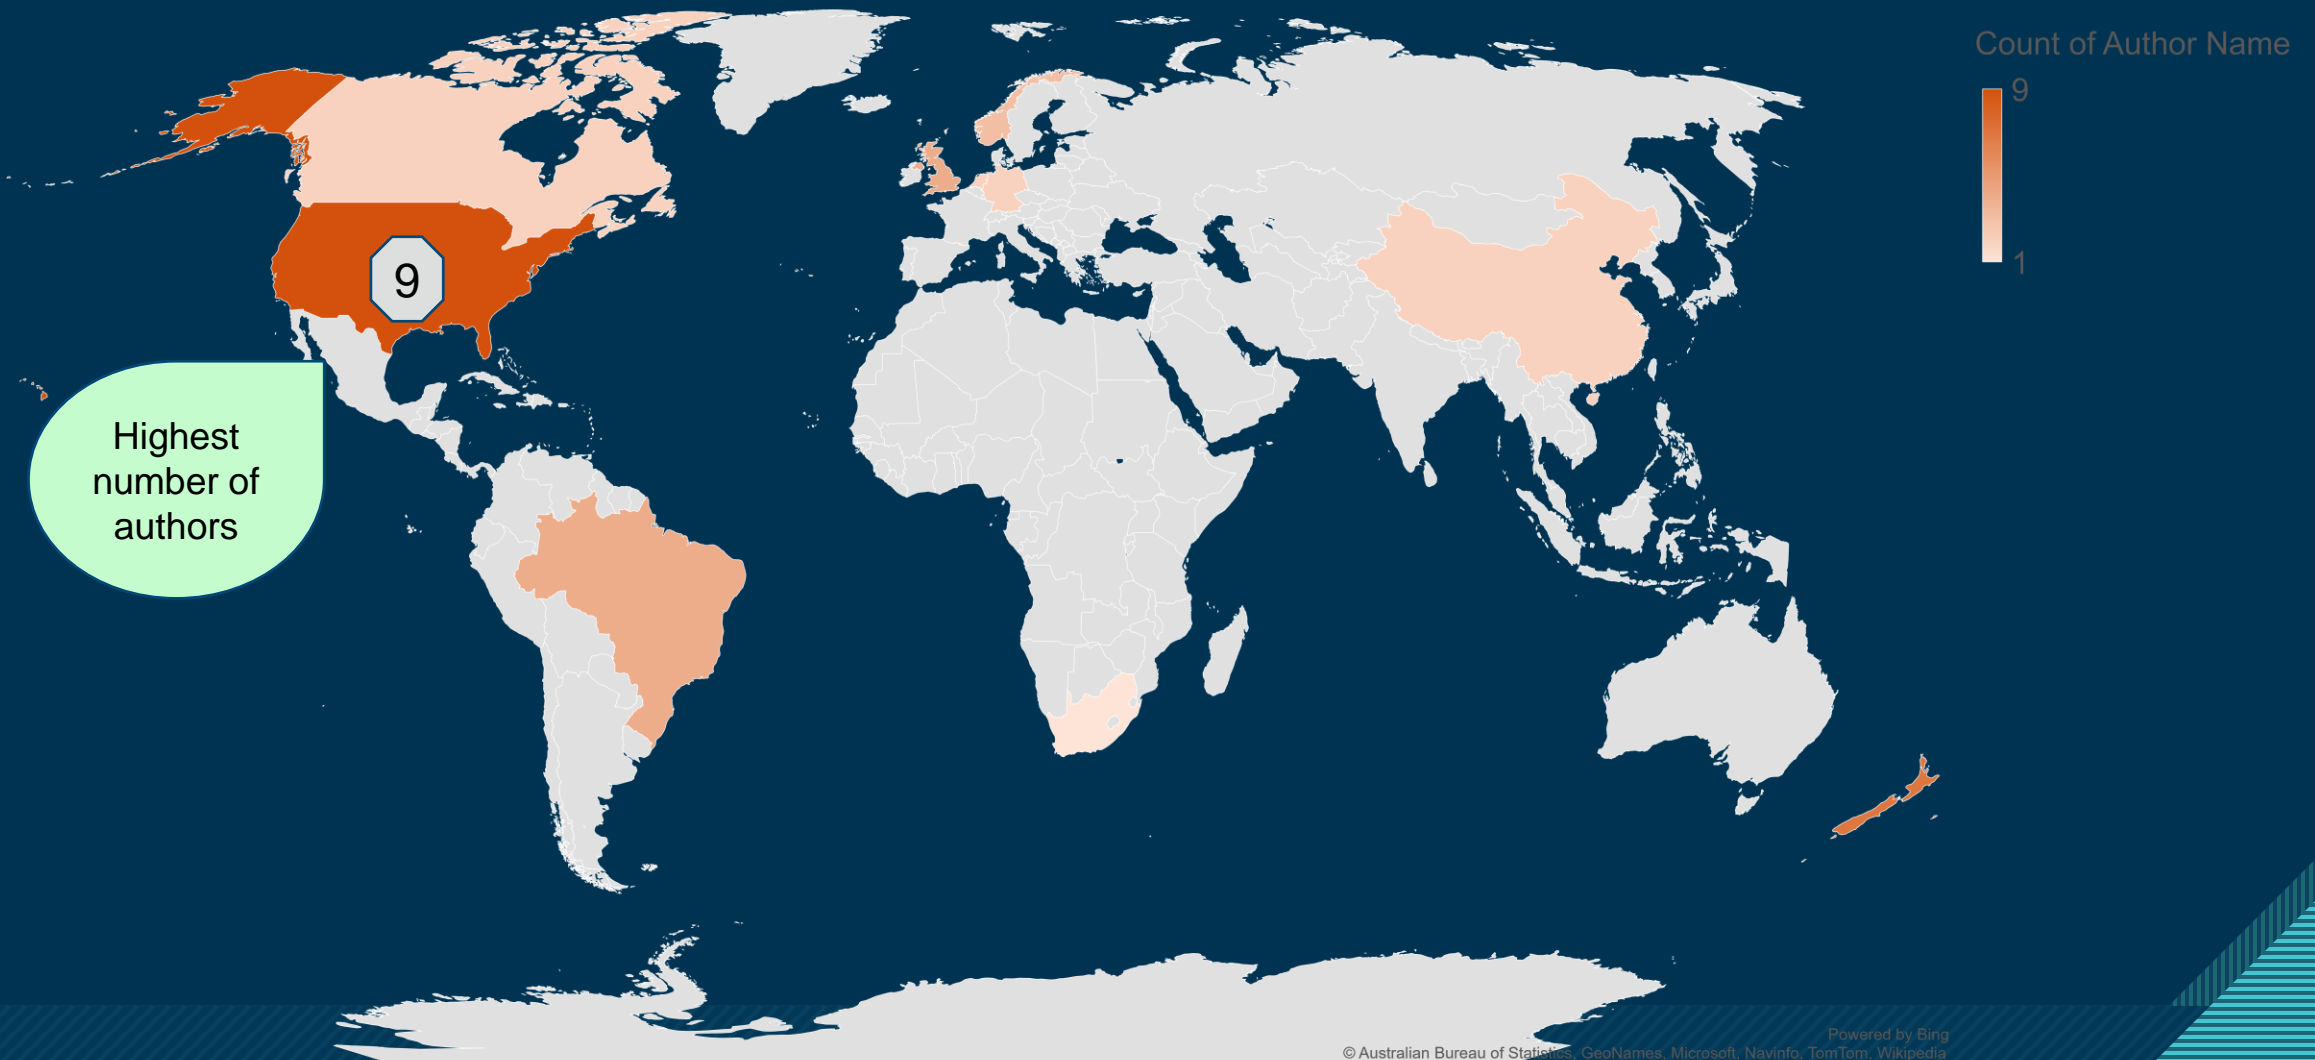 Count of Author Name
9
1
9
Highest
number of
authors
Powered by Bing
© Australian Bureau of Statistics, GeoNames, Microsoft, Navinfo, TomTom, Wikipedia